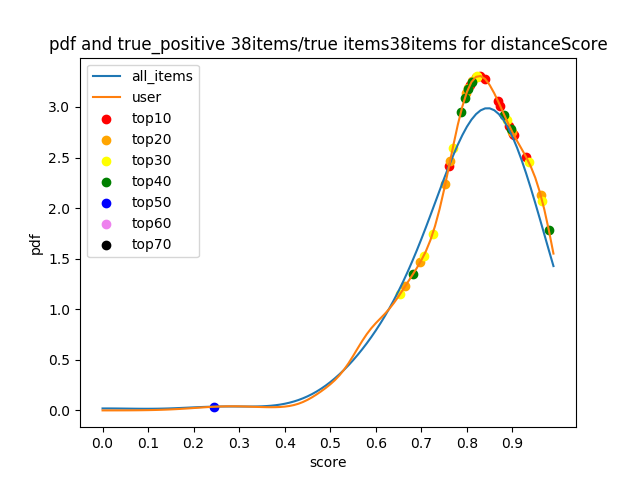 pdf and true_positive 38items/true items38items for distanceScore
all_items
user
top10
top20
top30
top40
top50
top60
top70
pdf
3.0
2.5
2.0
1.5
1.0
0.5
0.0
0.0 0.1 0.2 0.3 0.4 0.5 0.6 0.7 0.8 0.9
score